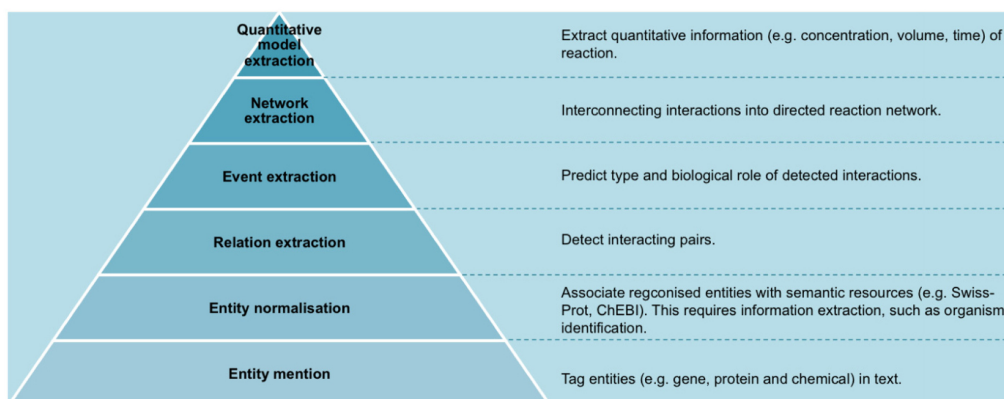 Quantitative
model
extraction
Extract quantitative information (e.g. concentration, volume, time) of
reaction.
Network
extraction
Interconnecting interactions into directed reaction network.
Event extraction
Predict type and biological role of detected interactions.
Relation extraction
Detect interacting pairs.
Entity normalisation
Associate regconised entities with semantic resources (e.g. Swiss-
Prot, ChEBI). This requires information extraction, such as organism
identification.
Entity mention
Tag entities (e.g. gene, protein and chemical) in text.